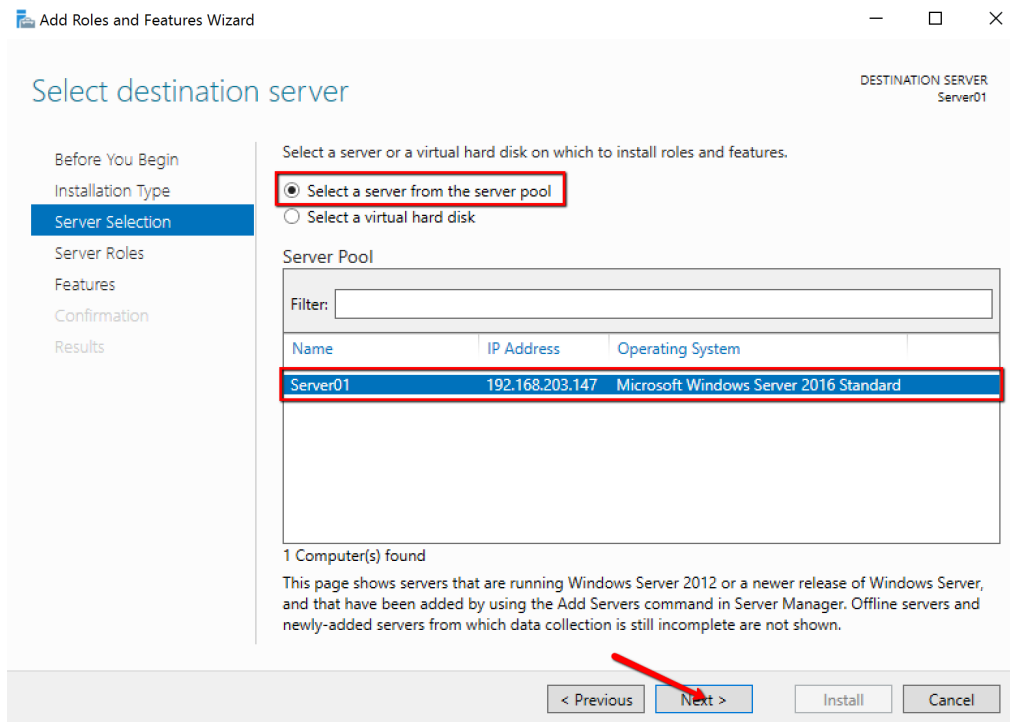 Add Roles and Features Wizard
Select destination server
DESTINATION SERVER
Server01
Before You Begin
Installation Type
Server Selection
Server Roles
Features
Confirmation
Results
Select a server or a virtual hard disk on which to install roles and features.
Select a server from the server pool
Select a virtual hard disk
Server Pool
Filter:
Name IP Address Operating System
Server01 192.168.203.147 Microsoft Windows Server 2016 Standard
1 Computer(s) found
This page shows servers that are running Windows Server 2012 or a newer release of Windows Server,
and that have been added by using the Add Servers command in Server Manager. Offline servers and
newly-added servers from which data collection is still incomplete are not shown.
< Previous Next > Install Cancel